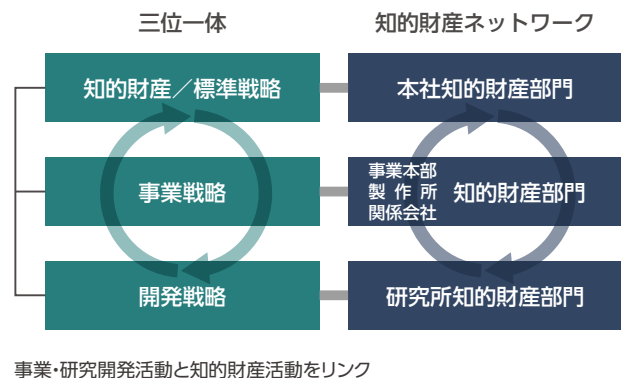 三位一体
知的財産ネットワーク
知的財産／標準戦略
本社知的財産部門
事業戦略
事業本部
製作所
関係会社
知的財産部門
開発戦略
研究所知的財産部門
事業・研究開発活動と知的財産活動をリンク